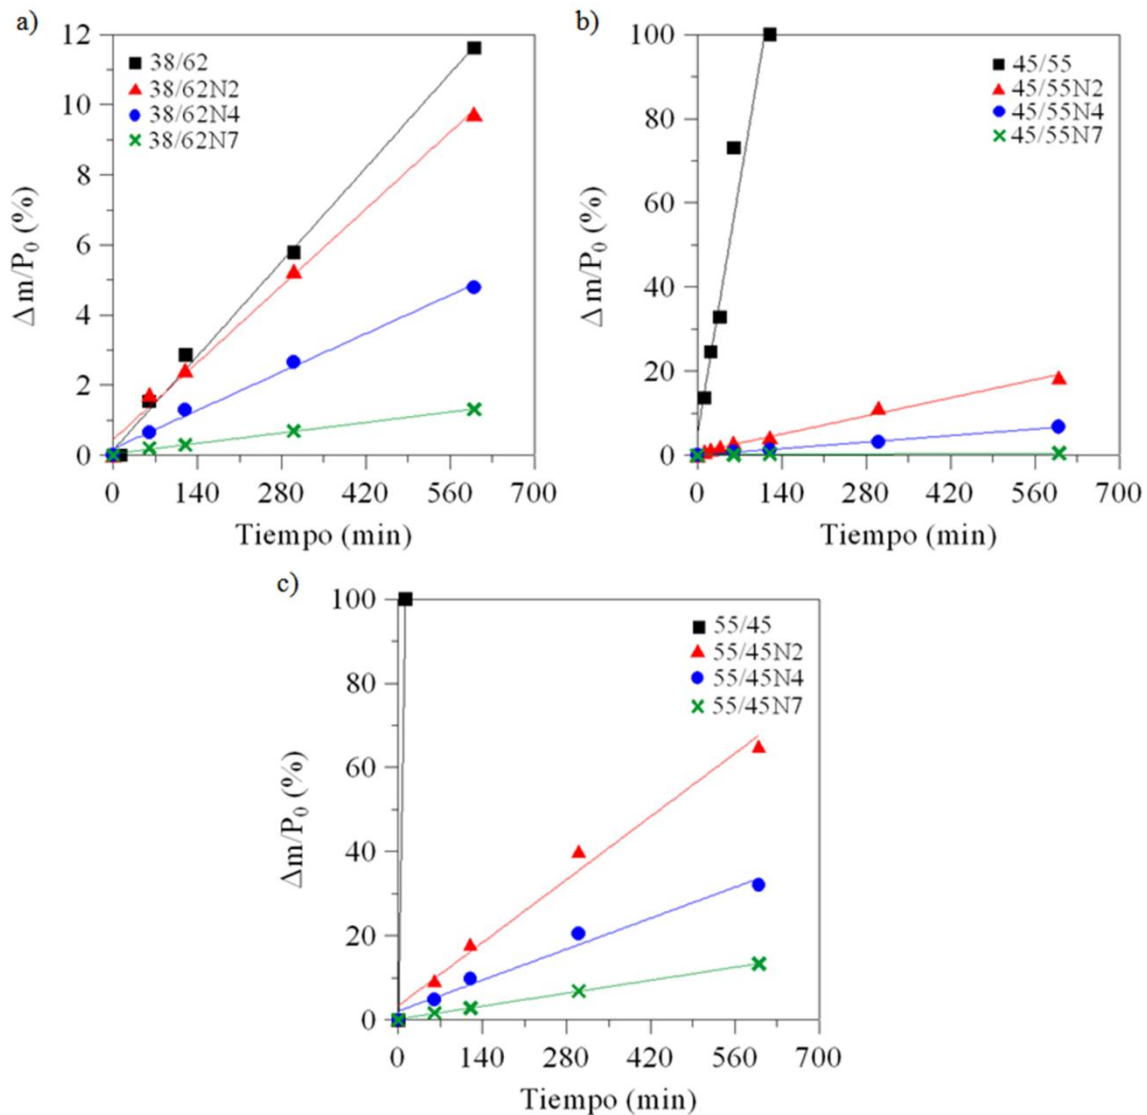 a)
Δm/P₀ (%)
12
10
8
6
4
2
0
38/62
38/62N2
38/62N4
38/62N7
0 140 280 420 560 700
Tiempo (min)
b)
Δm/P₀ (%)
100
80
60
40
20
0
45/55
45/55N2
45/55N4
45/55N7
0 140 280 420 560 700
Tiempo (min)
c)
Δm/P₀ (%)
100
80
60
40
20
0
55/45
55/45N2
55/45N4
55/45N7
0 140 280 420 560 700
Tiempo (min)